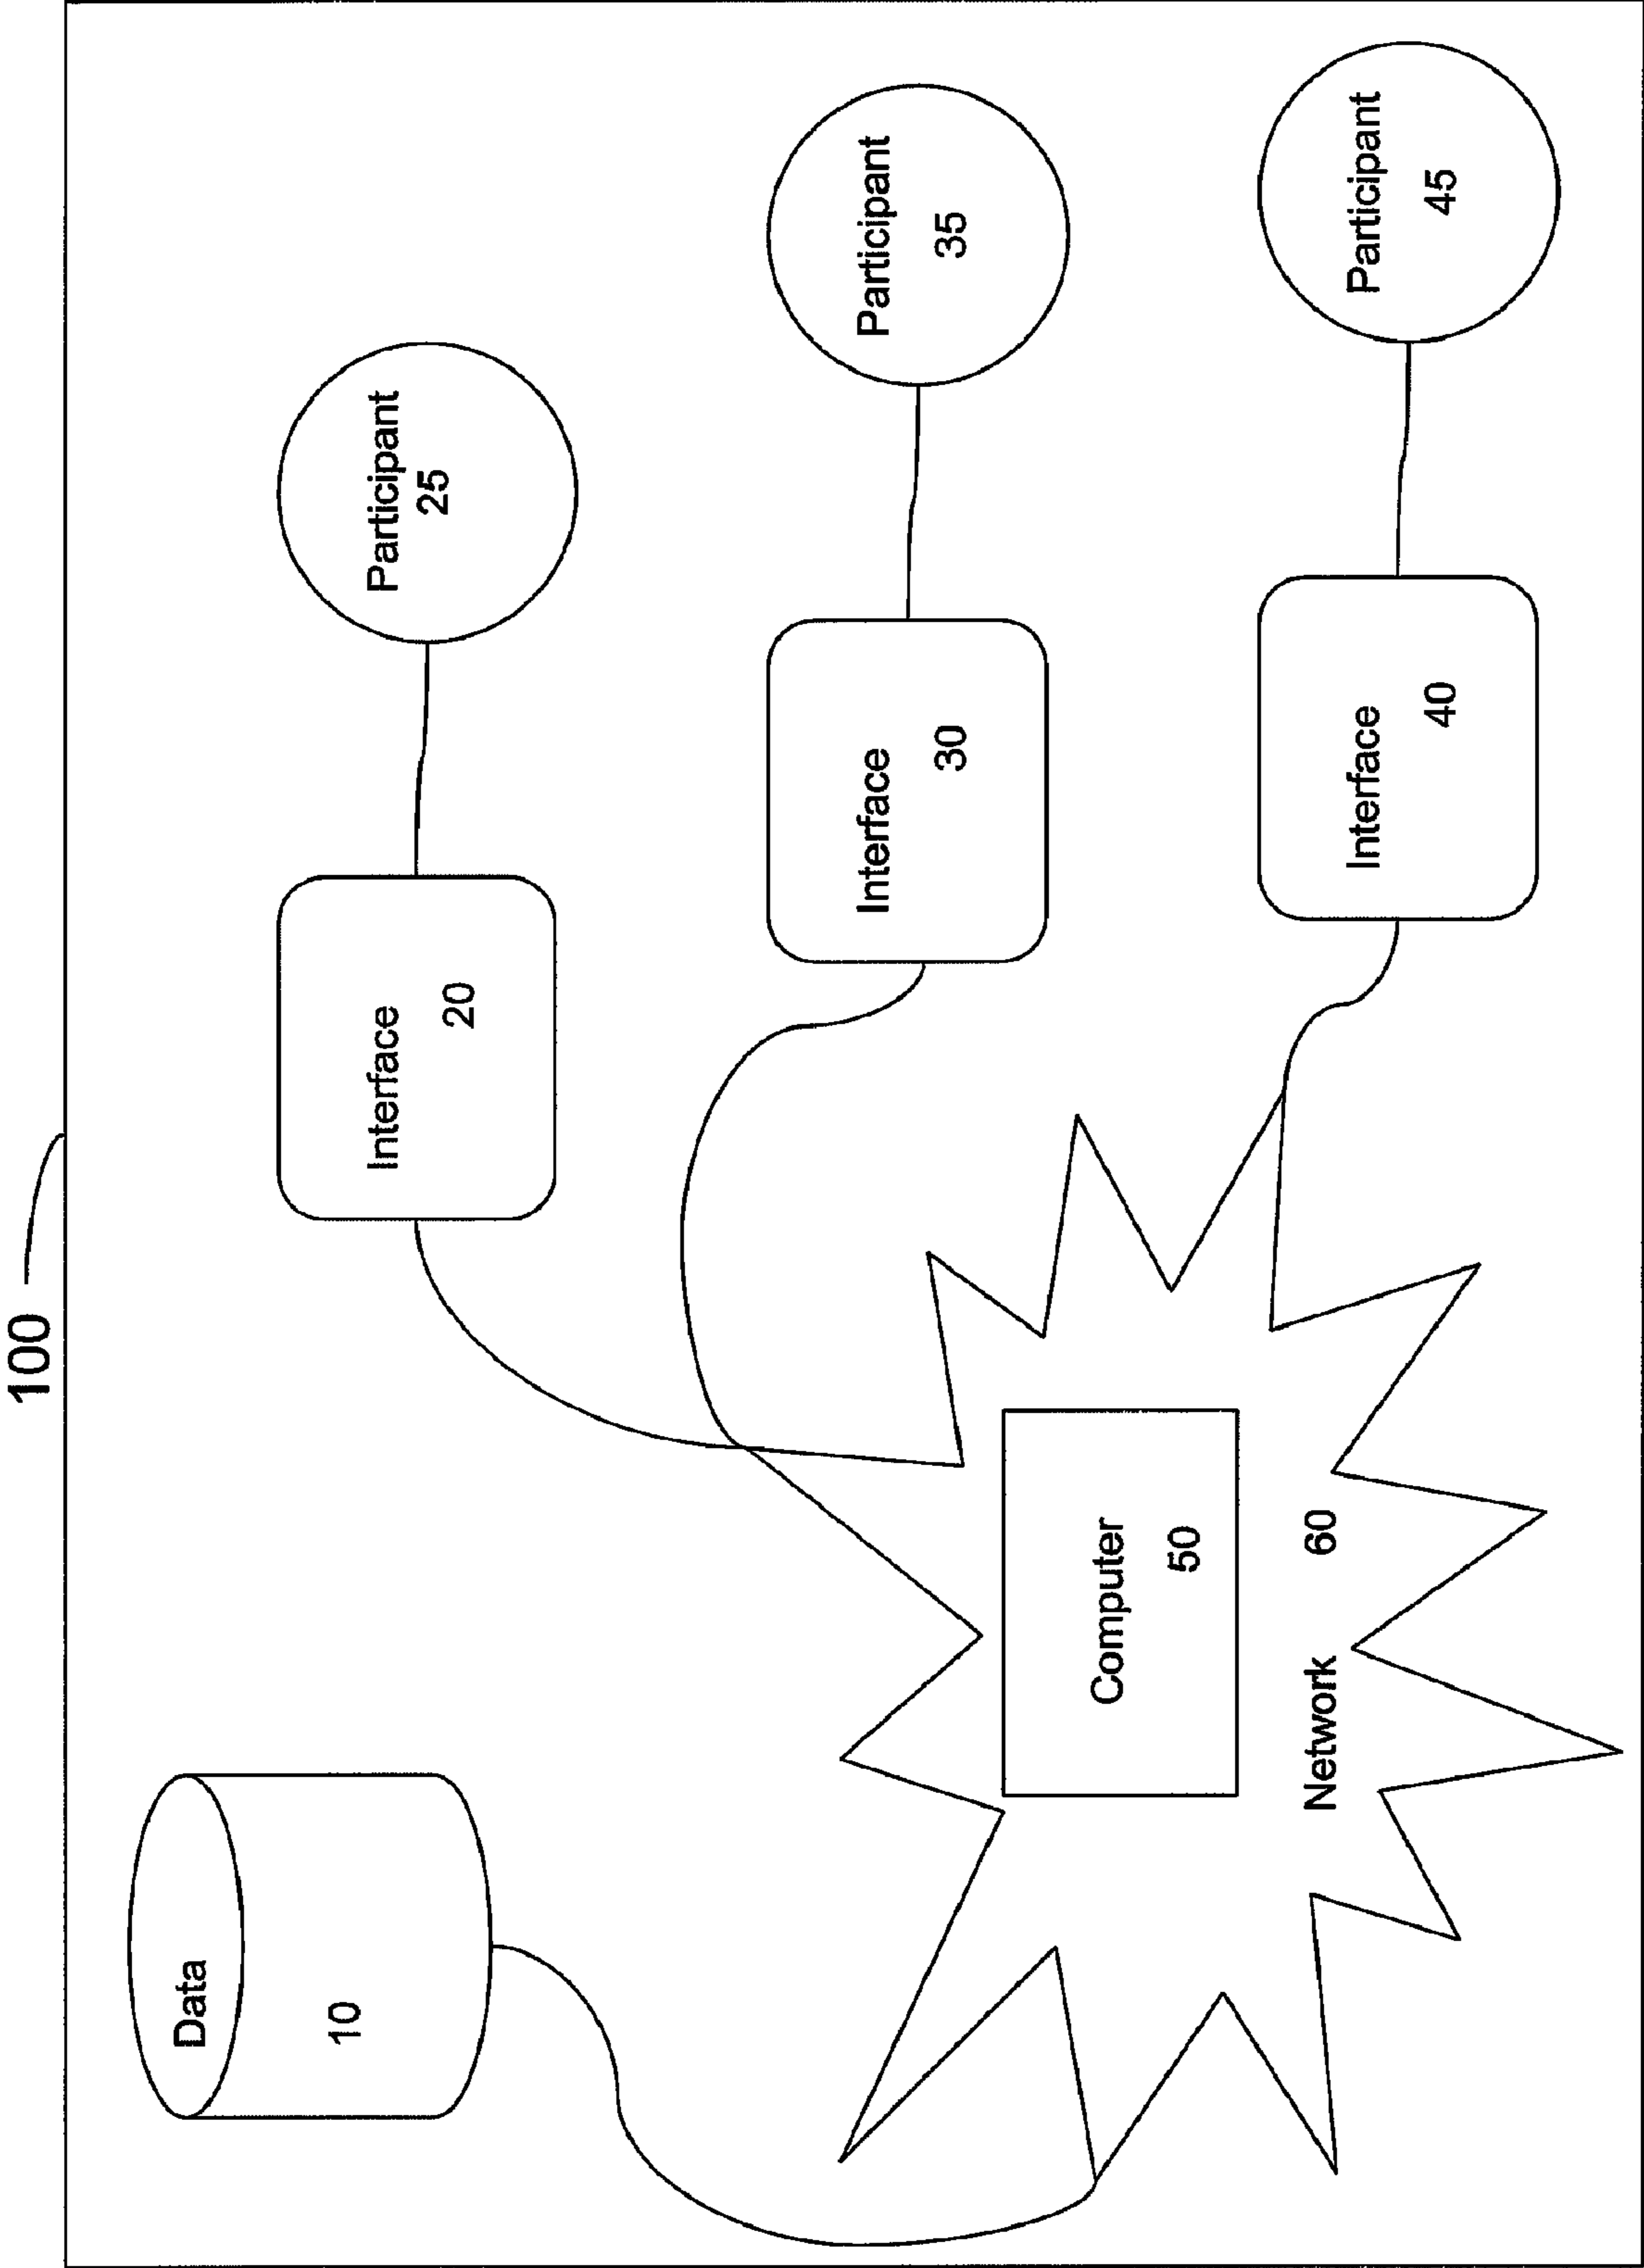 100
Data
10
Interface
20
Participant
25
Interface
30
Participant
35
Computer
50
Network
60
Interface
40
Participant
45